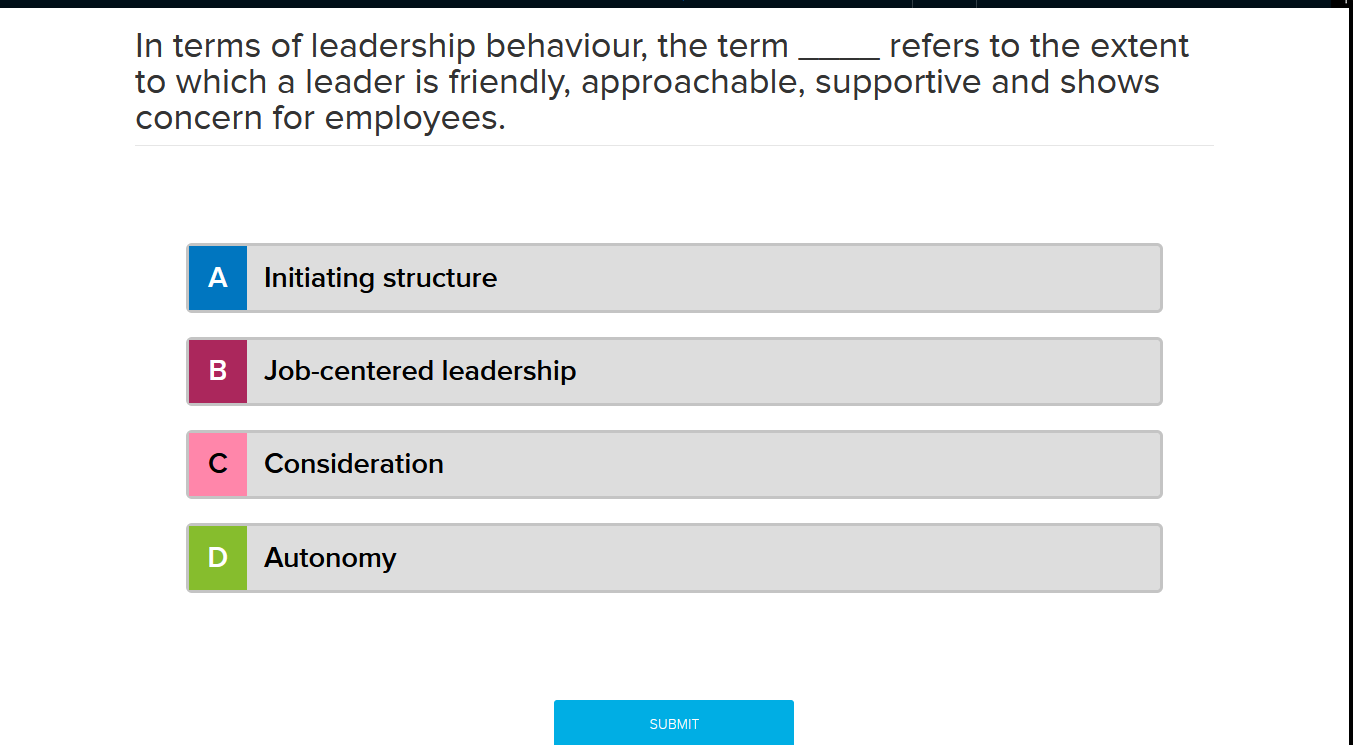 In terms of leadership behaviour, the term _____ refers to the extent
to which a leader is friendly, approachable, supportive and shows
concern for employees.
A Initiating structure
B Job-centered leadership
C Consideration
D Autonomy
SUBMIT